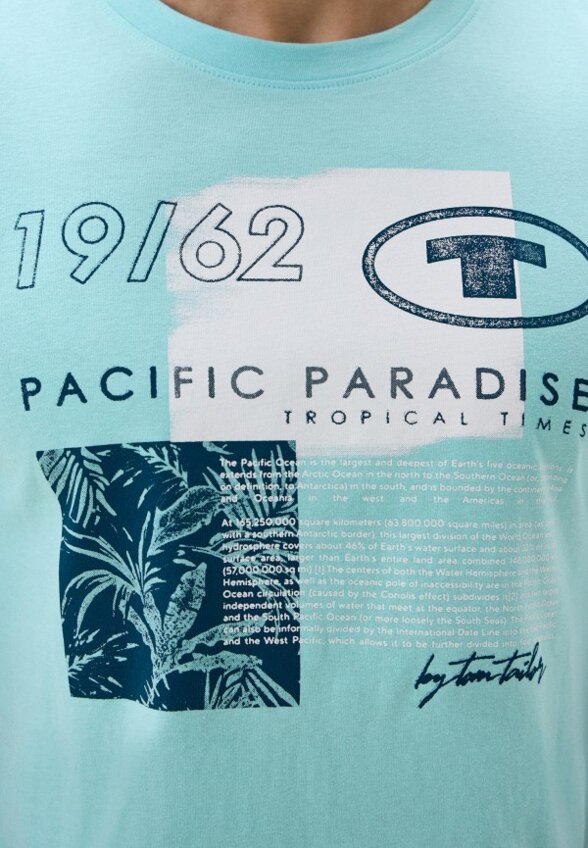 19/62
T
PACIFIC PARADISE
TROPICAL TIMES
The Pacific Ocean is the largest and deepest of Earth's five oceanic
extends from the Arctic Ocean in the north to the Southern Ocean (or,
on definition, to Antarctica) in the south, and is bounded by the
and Oceania in the west and the Americas in
At 165,250,000 square kilometers (63,800,000 square miles) in area (as
with a southern Antarctic border), this largest division of the World Ocean
hydrosphere covers about 46% of Earth's water surface and about
surface area, larger than Earth's entire land area combined
(57,000,000 sq mi).[1] The centers of both the Water Hemisphere
Hemisphere, as well as the oceanic pole of inaccessibility are in
Ocean circulation (caused by the Coriolis effect) subdivides it[2]
independent volumes of water that meet at the equator, the North
and the South Pacific Ocean (or more loosely the South Seas). The
can also be informally divided by the International Date Line into the
and the West Pacific, which allows it to be further divided into
by tom tailor